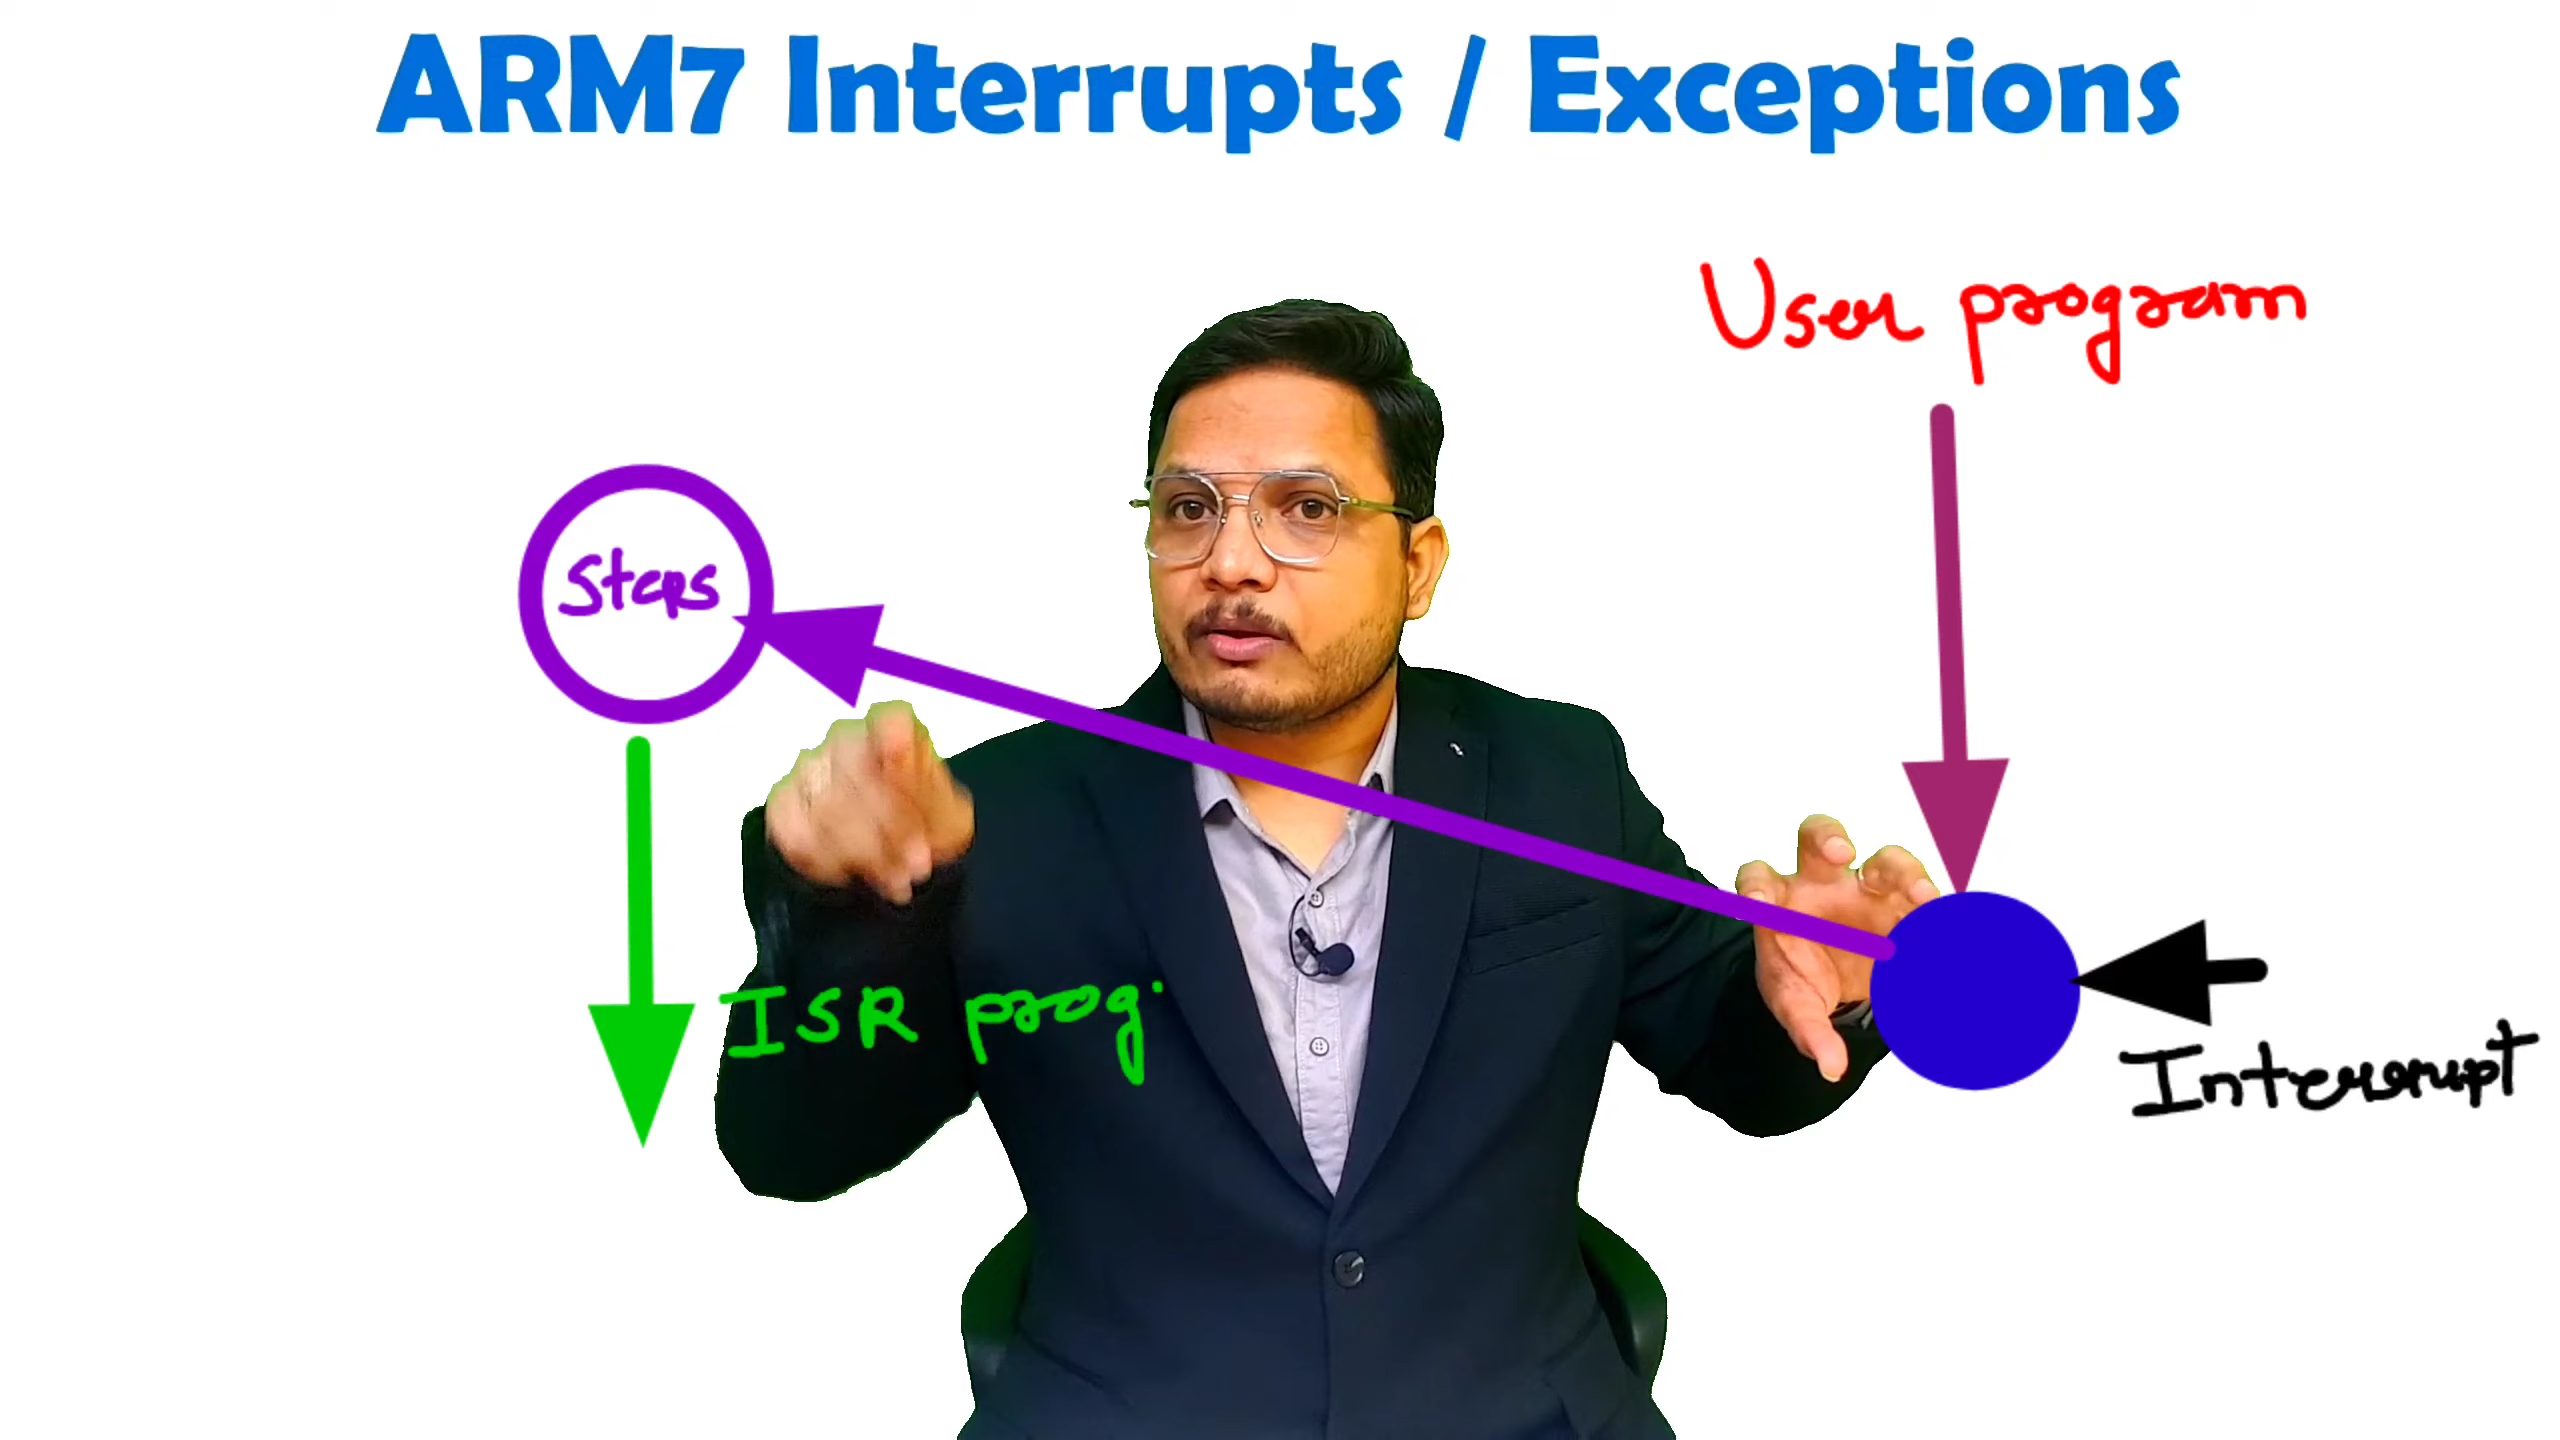 ARM7 Interrupts / Exceptions
User program
Steps
ISR prog.
Interrupt